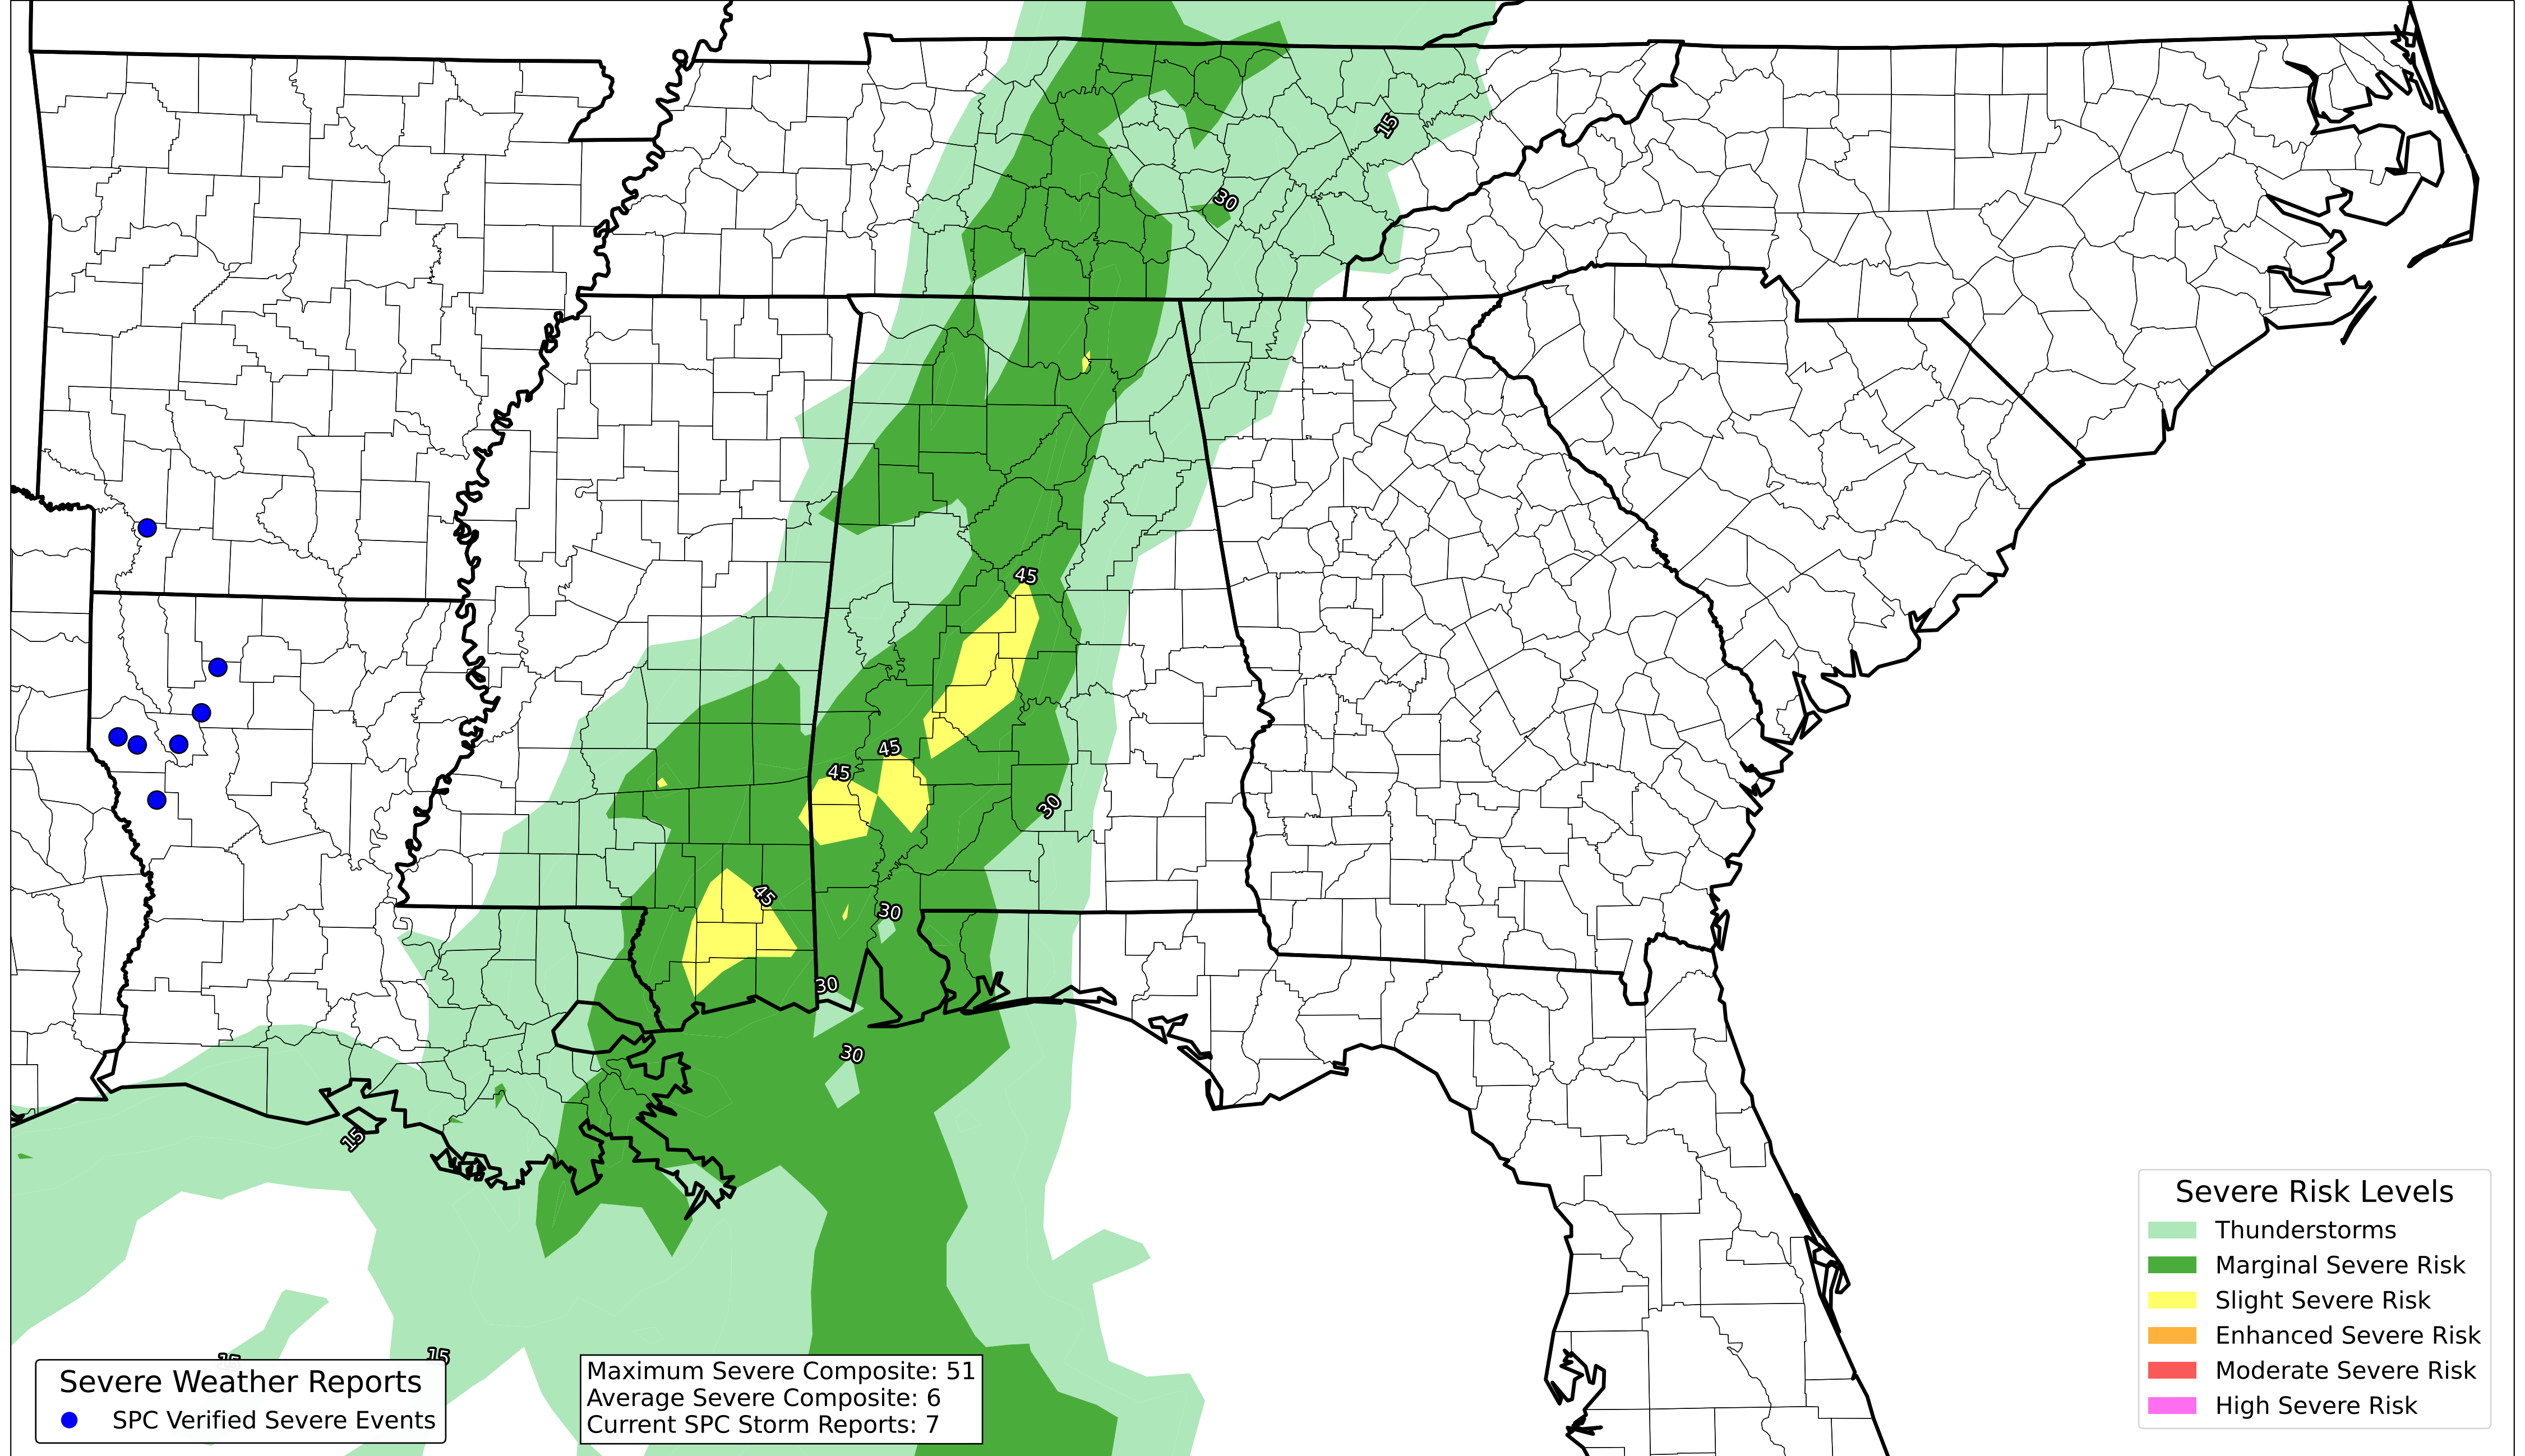 15
30
45
45
45
30
45
30
30
30
15
15
15
Severe Weather Reports
SPC Verified Severe Events
Maximum Severe Composite: 51
Average Severe Composite: 6
Current SPC Storm Reports: 7
Severe Risk Levels
Thunderstorms
Marginal Severe Risk
Slight Severe Risk
Enhanced Severe Risk
Moderate Severe Risk
High Severe Risk